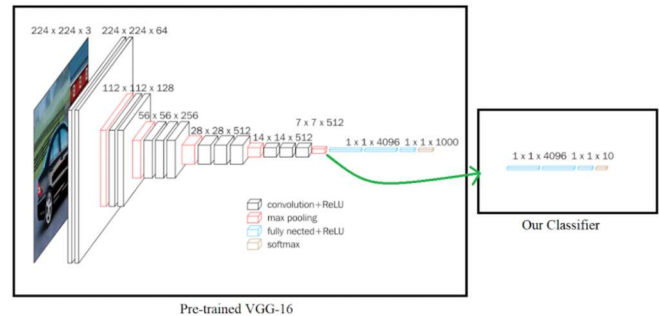 224 x 224 x 3 224 x 224 x 64
112 x 112 x 128
56 x 56 x 256
28 x 28 x 512
14 x 14 x 512
7 x 7 x 512
1 x 1 x 4096 1 x 1 x 1000
convolution+ReLU
max pooling
fully nected+ReLU
softmax
Pre-trained VGG-16
1 x 1 x 4096 1 x 1 x 10
Our Classifier